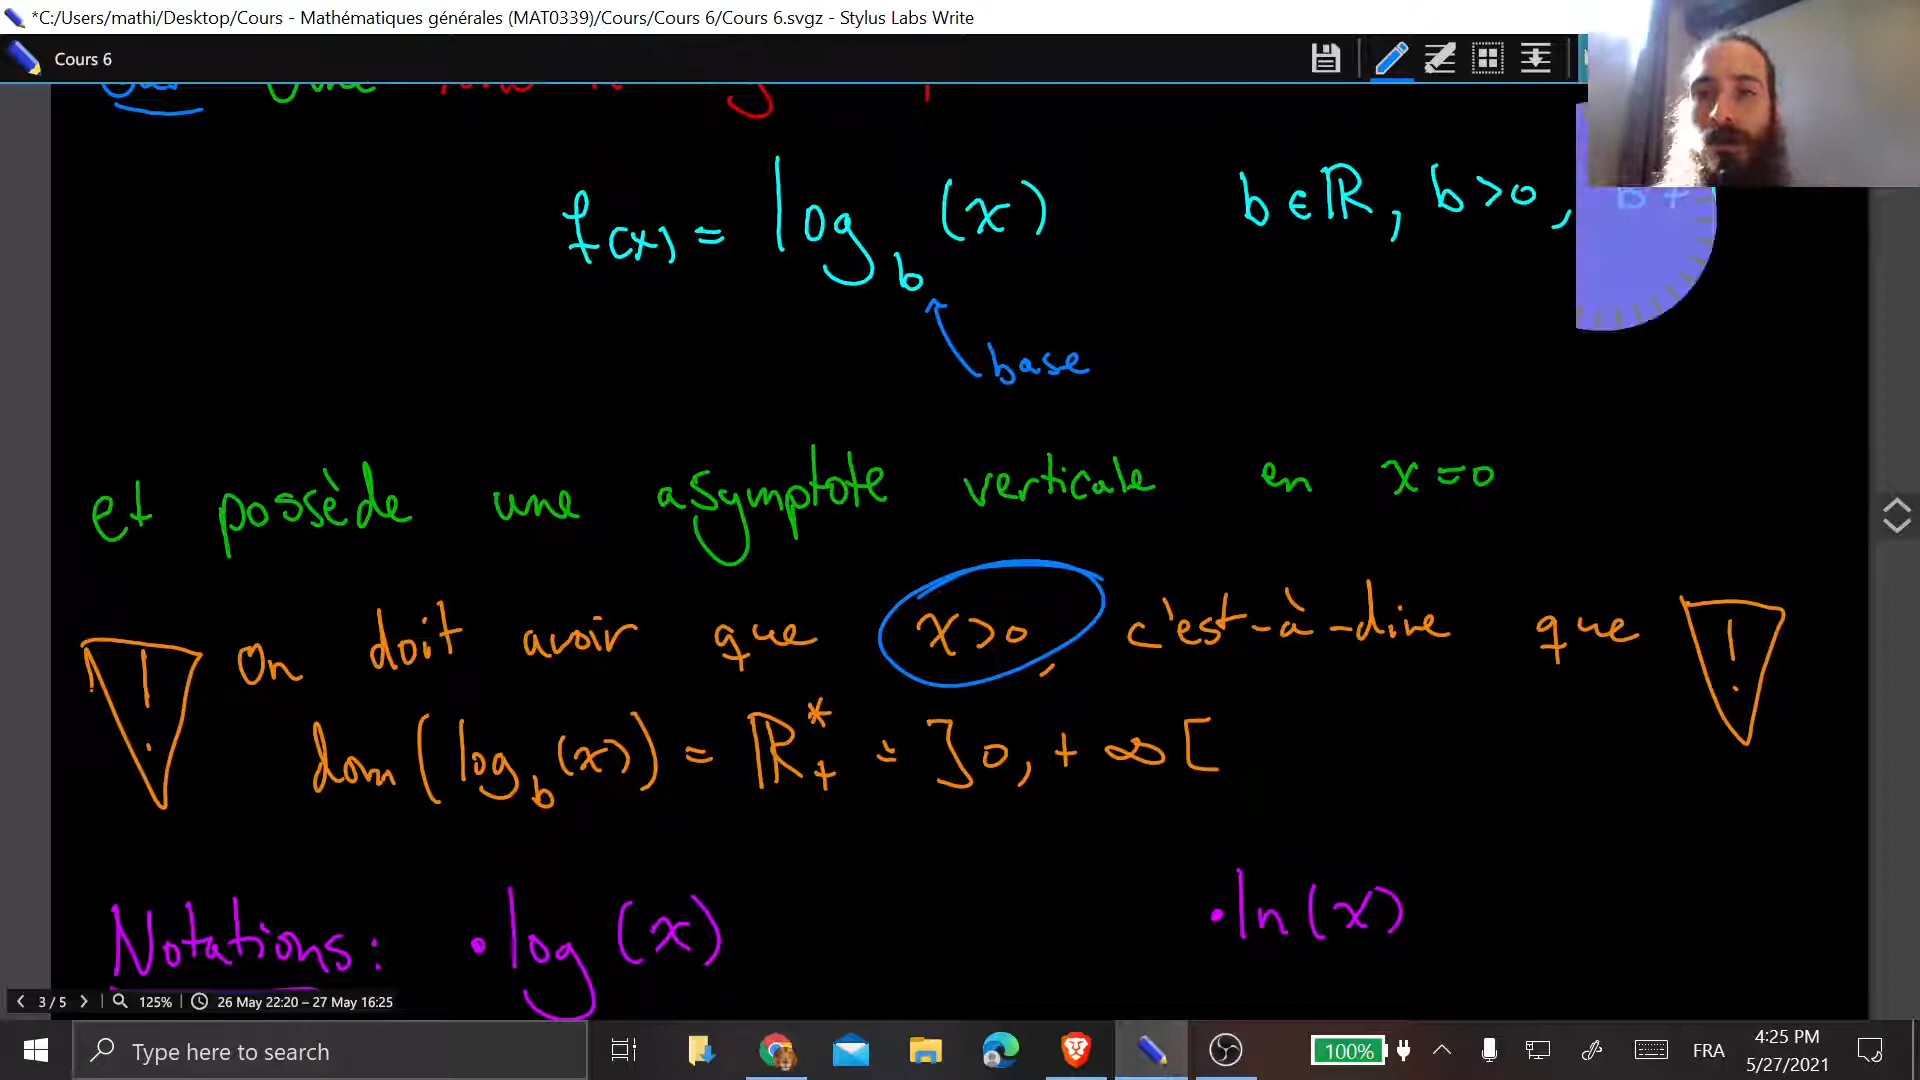 *C:/Users/mathi/Desktop/Cours - Mathématiques générales (MAT0339)/Cours/Cours 6/Cours 6.svgz - Stylus Labs Write
Cours 6
f(x) = log_b (x) b ∈ ℝ, b > 0,
base
et possède une asymptote verticale en x = 0
! On doit avoir que x > 0, c'est-à-dire que !
dom(log_b (x)) = ℝ*₊ = ]0, +∞[
Notations: • log(x) • ln(x)
3 / 5 125% 26 May 22:20 – 27 May 16:25
Type here to search
100% FRA 4:25 PM
5/27/2021